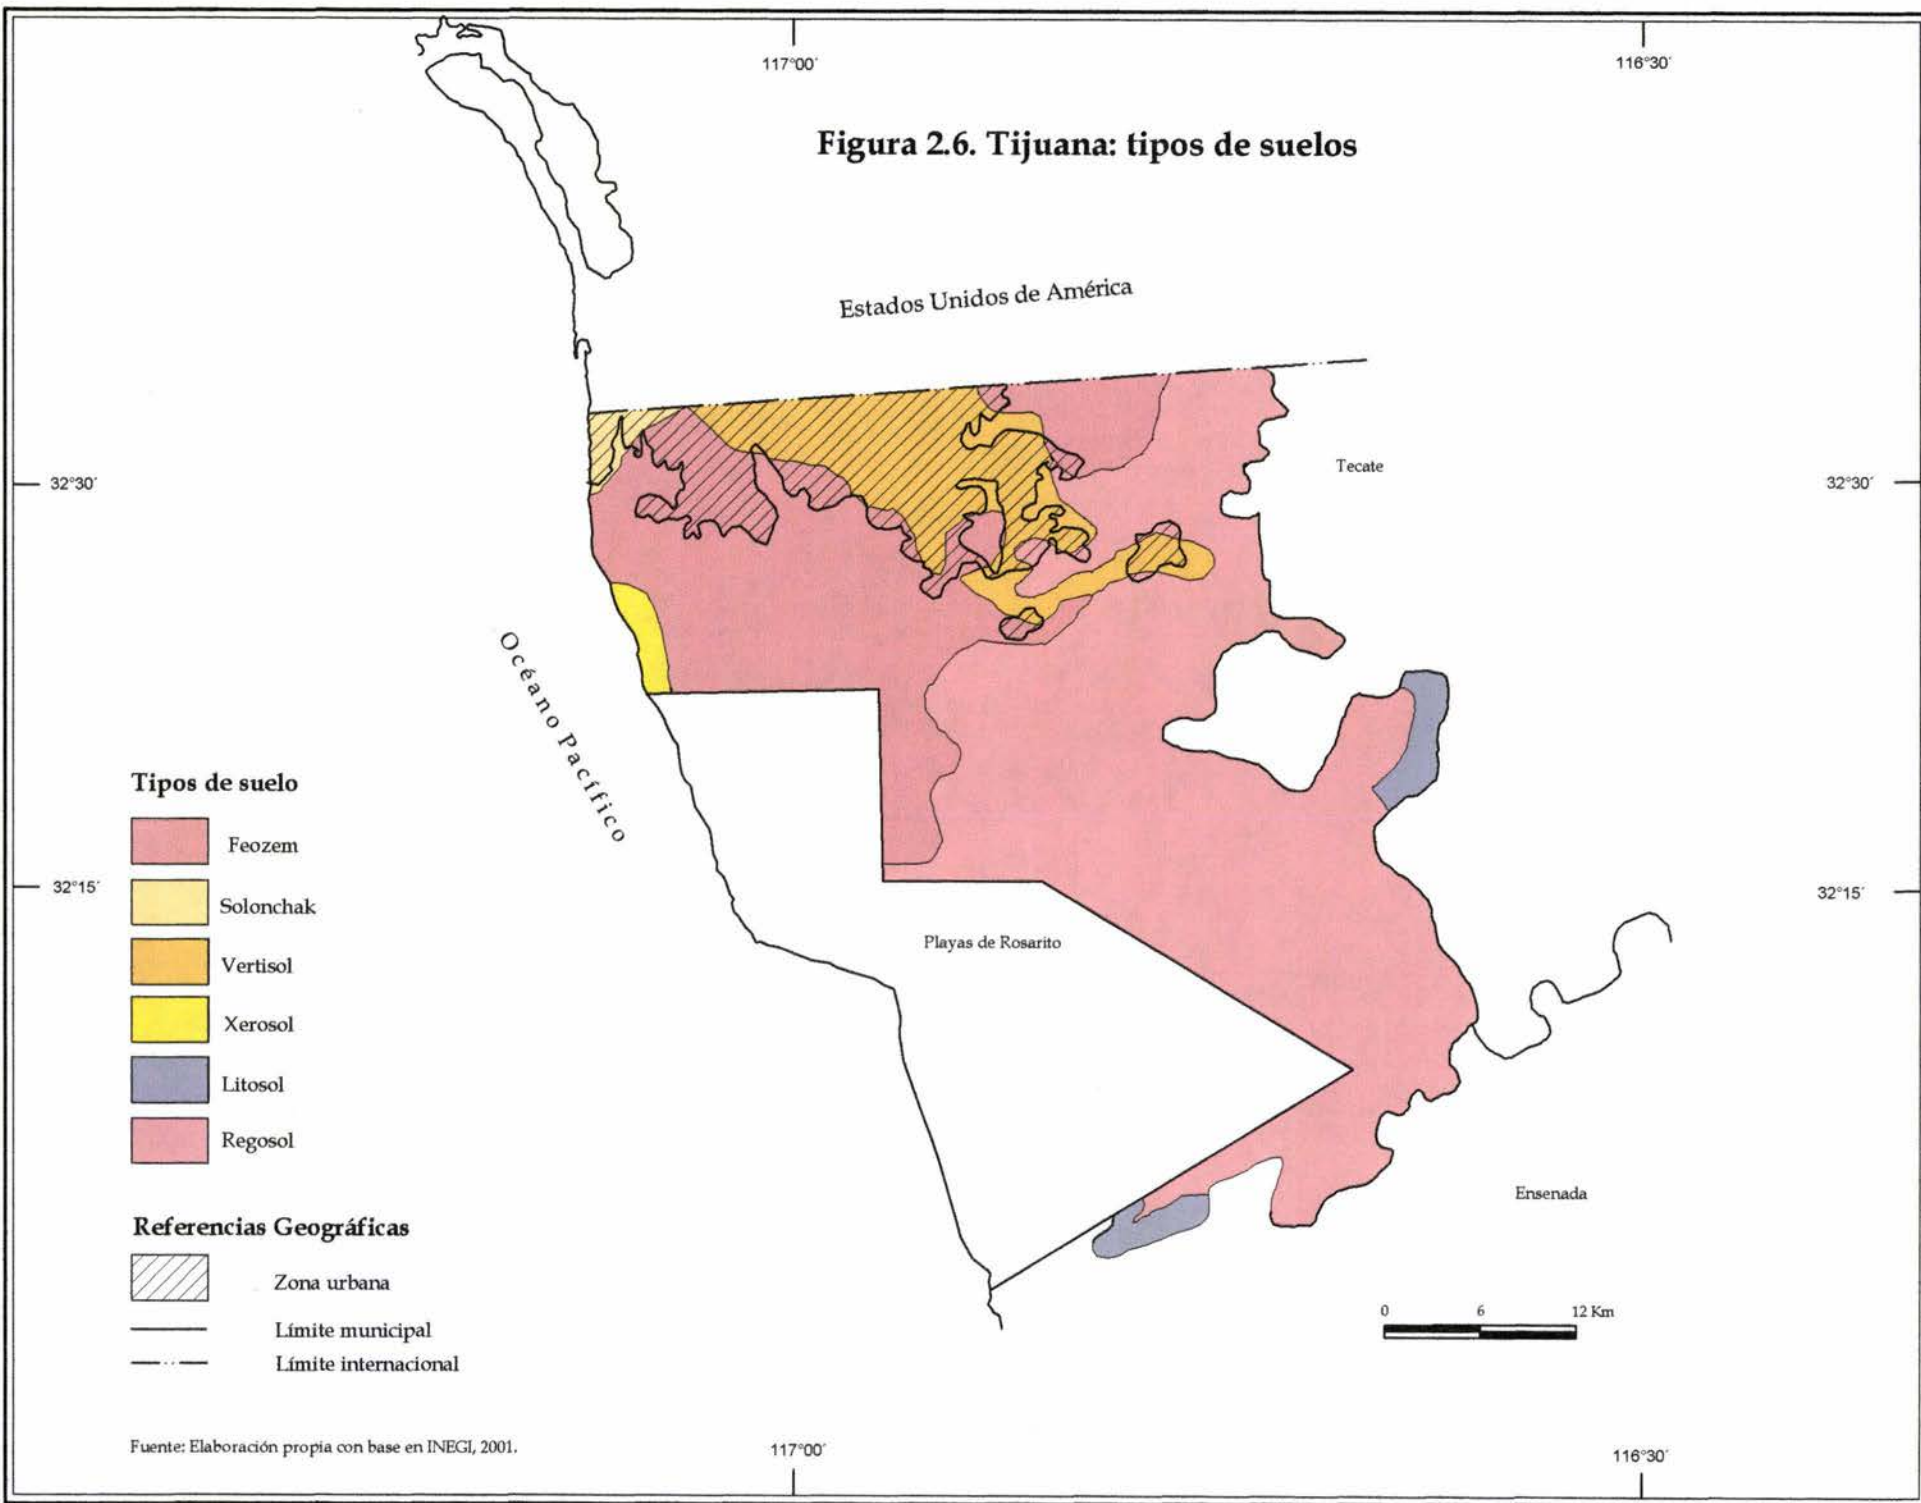 117°00´
116°30´
Figura 2.6. Tijuana: tipos de suelos
Estados Unidos de América
Tecate
32°30´
32°30´
Océano Pacífico
Tipos de suelo
Feozem
Solonchak
Vertisol
Xerosol
Litosol
Regosol
32°15´
32°15´
Playas de Rosarito
Ensenada
Referencias Geográficas
Zona urbana
Límite municipal
Límite internacional
0 6 12 Km
Fuente: Elaboración propia con base en INEGI, 2001.
117°00´
116°30´